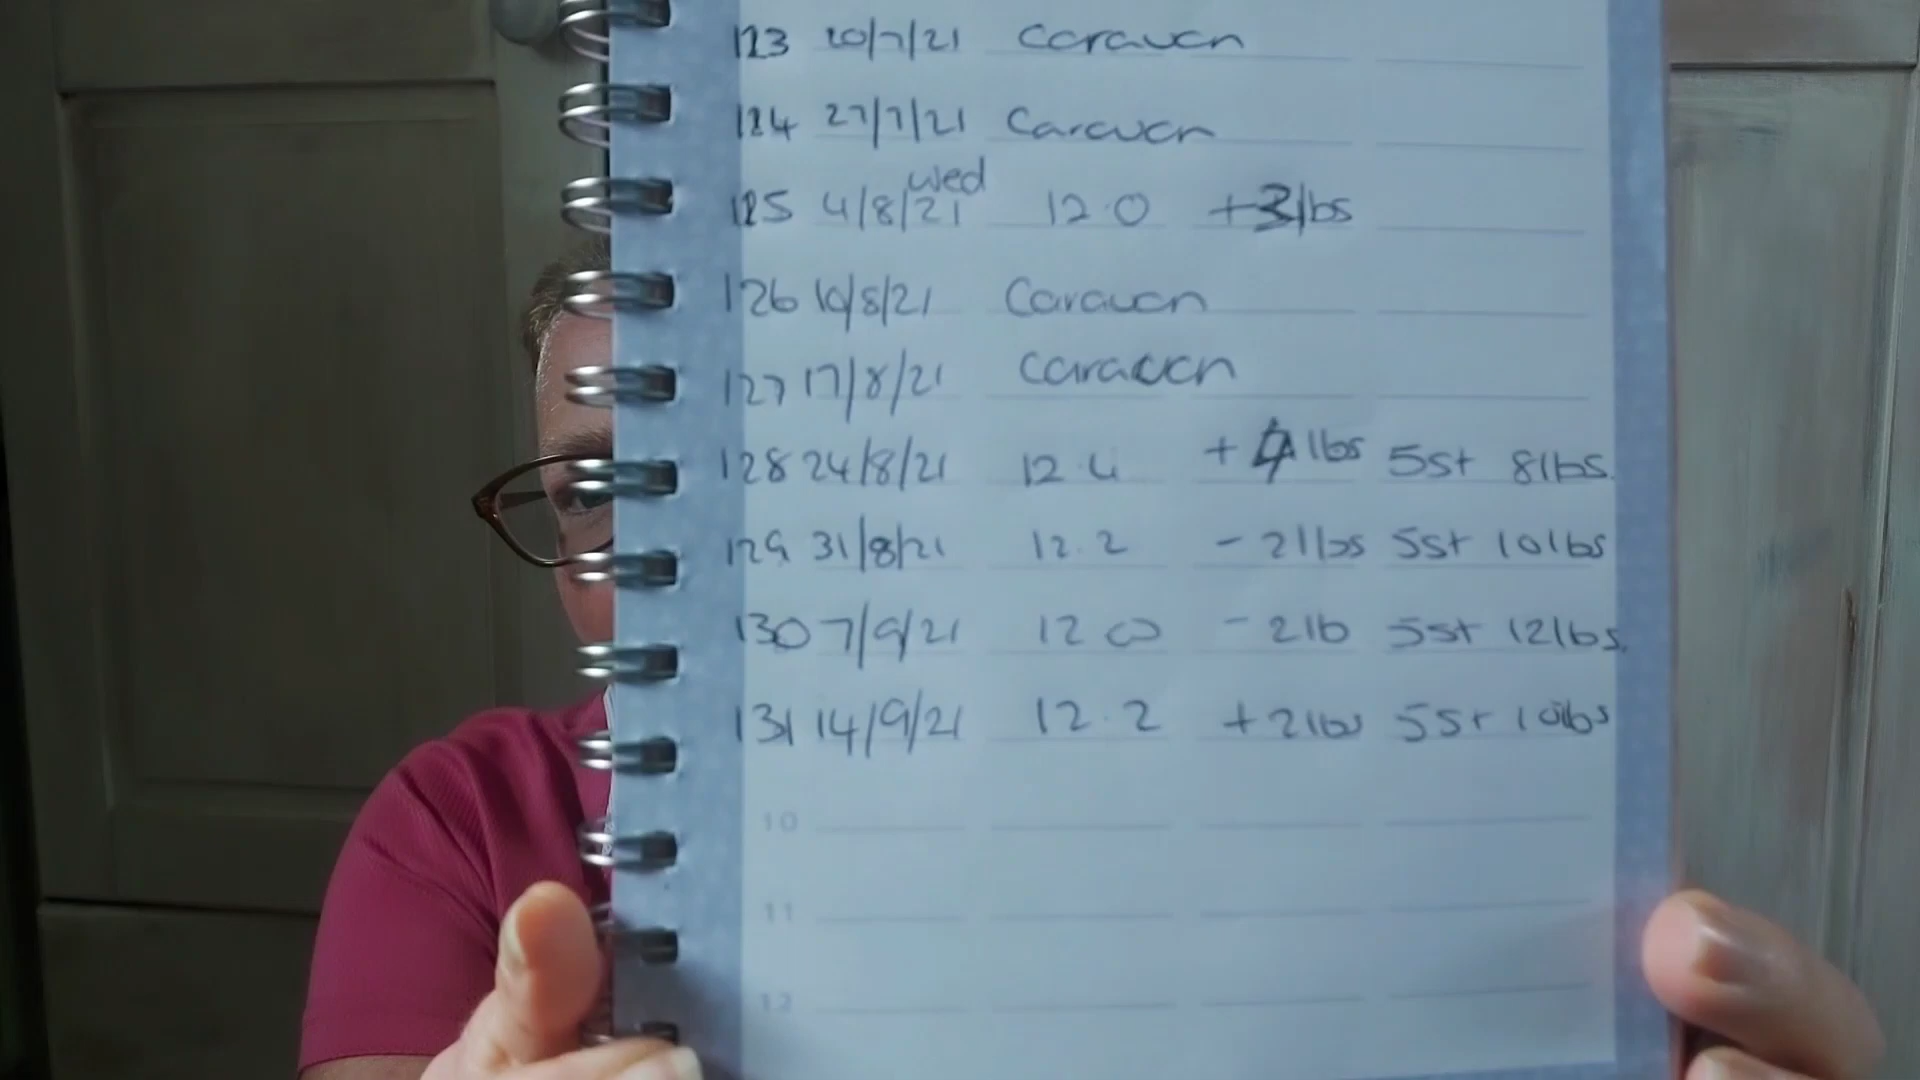 123 20/7/21 Caravan
124 27/7/21 Caravan
Wed
125 4/8/21 12.0 +3lbs
126 10/8/21 Caravan
127 17/8/21 Caravan
128 24/8/21 12.4 +4lbs 5st 8lbs.
129 31/8/21 12.2 -2lbs 5st 10lbs
130 7/9/21 12.0 -2lb 5st 12lbs.
131 14/9/21 12.2 +2lbs 5st 10lbs
10
11
12